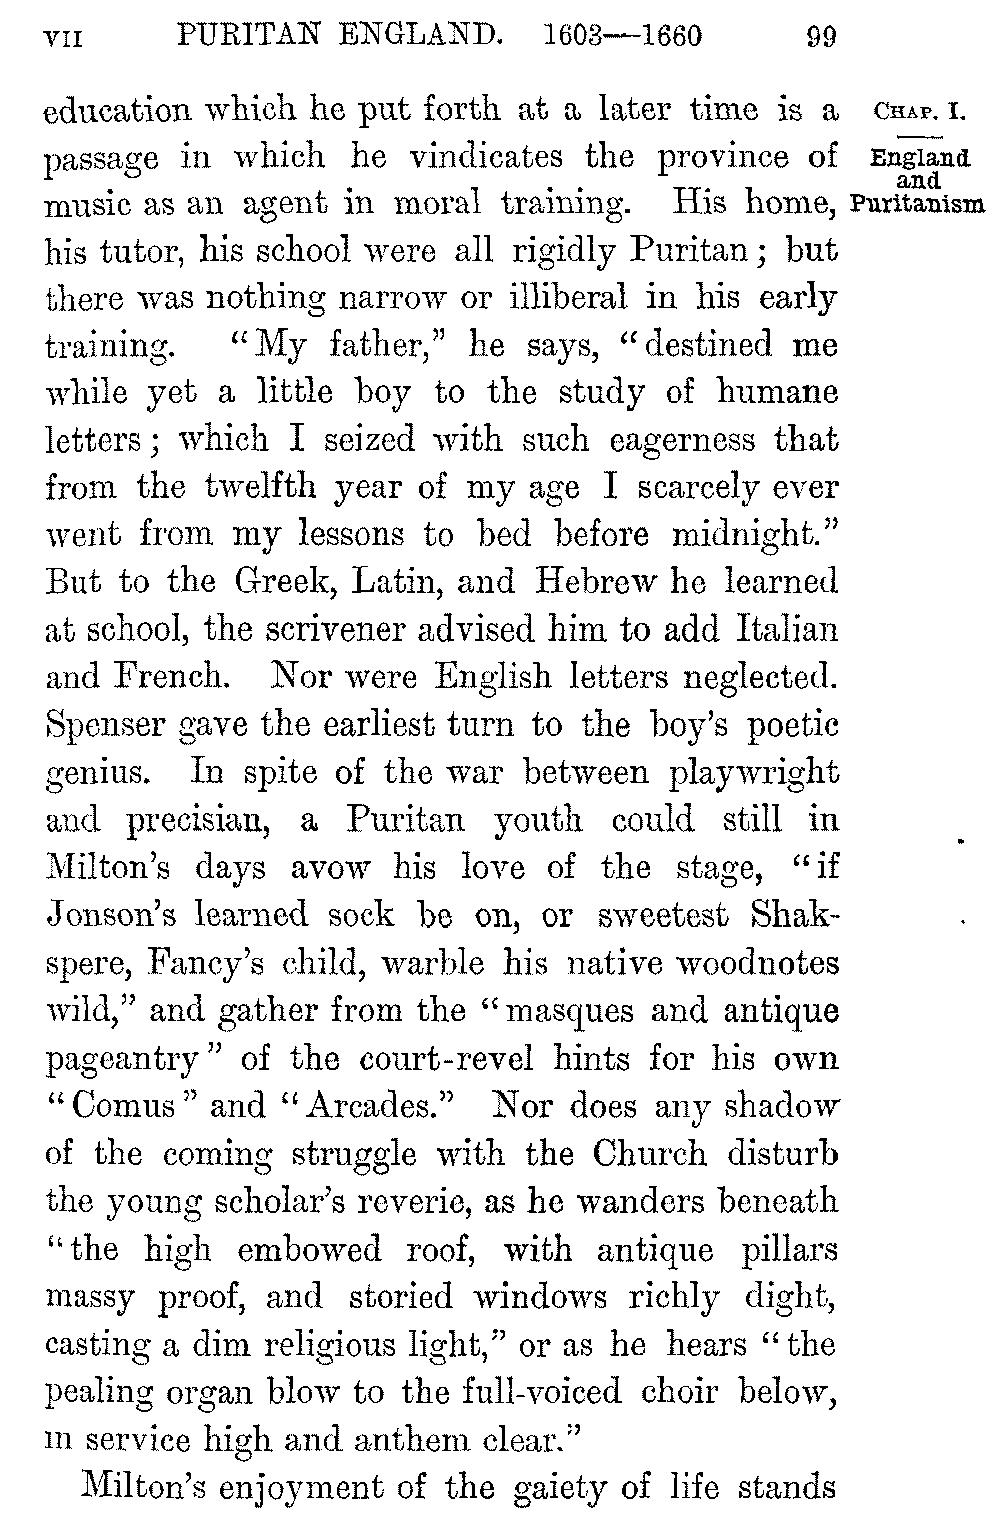 VII PURITAN ENGLAND. 1603—1660 99
education which he put forth at a later time is a
passage in which he vindicates the province of
music as an agent in moral training. His home,
his tutor, his school were all rigidly Puritan; but
there was nothing narrow or illiberal in his early
training. "My father," he says, "destined me
while yet a little boy to the study of humane
letters; which I seized with such eagerness that
from the twelfth year of my age I scarcely ever
went from my lessons to bed before midnight."
But to the Greek, Latin, and Hebrew he learned
at school, the scrivener advised him to add Italian
and French. Nor were English letters neglected.
Spenser gave the earliest turn to the boy's poetic
genius. In spite of the war between playwright
and precisian, a Puritan youth could still in
Milton's days avow his love of the stage, "if
Jonson's learned sock be on, or sweetest Shak-
spere, Fancy's child, warble his native woodnotes
wild," and gather from the "masques and antique
pageantry" of the court-revel hints for his own
"Comus" and "Arcades." Nor does any shadow
of the coming struggle with the Church disturb
the young scholar's reverie, as he wanders beneath
"the high embowed roof, with antique pillars
massy proof, and storied windows richly dight,
casting a dim religious light," or as he hears "the
pealing organ blow to the full-voiced choir below,
in service high and anthem clear."
Milton's enjoyment of the gaiety of life stands
CHAP. I.
England
and
Puritanism